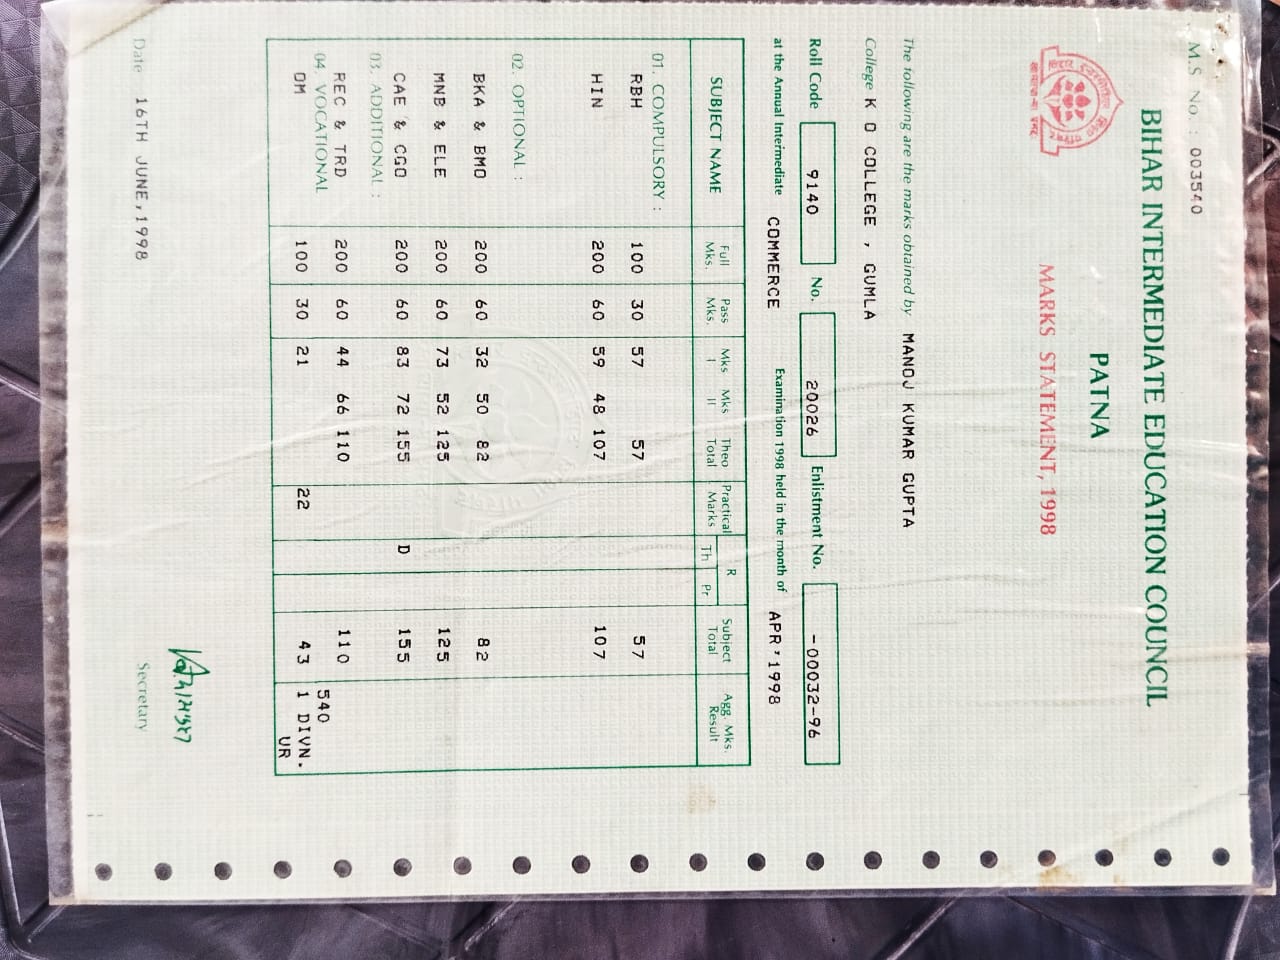 M.S No. : 003540
BIHAR INTERMEDIATE EDUCATION COUNCIL
PATNA
MARKS STATEMENT, 1998
The following are the marks obtained by MANOJ KUMAR GUPTA
College K O COLLEGE , GUMLA
Roll Code 9140 No. 20026 Enlistment No. -00032-96
at the Annual Intermediate COMMERCE Examination 1998 held in the month of APR'1998
SUBJECT NAME Full Mks. Pass Mks. Mks I Mks II Theo Total Practical Marks R Th Pr Subject Total Agg. Mks. Result
01. COMPULSORY :
RBH 100 30 57 57 57
HIN 200 60 59 48 107 107
02. OPTIONAL :
BKA & BMO 200 60 32 50 82 82
MNB & ELE 200 60 73 52 125 125
CAE & CGO 200 60 83 72 155 D 155
03. ADDITIONAL :
REC & TRD 200 60 44 66 110 110
04. VOCATIONAL 540
OM 100 30 21 22 43 1 DIVN.
UR
Date 16TH JUNE,1998
Secretary